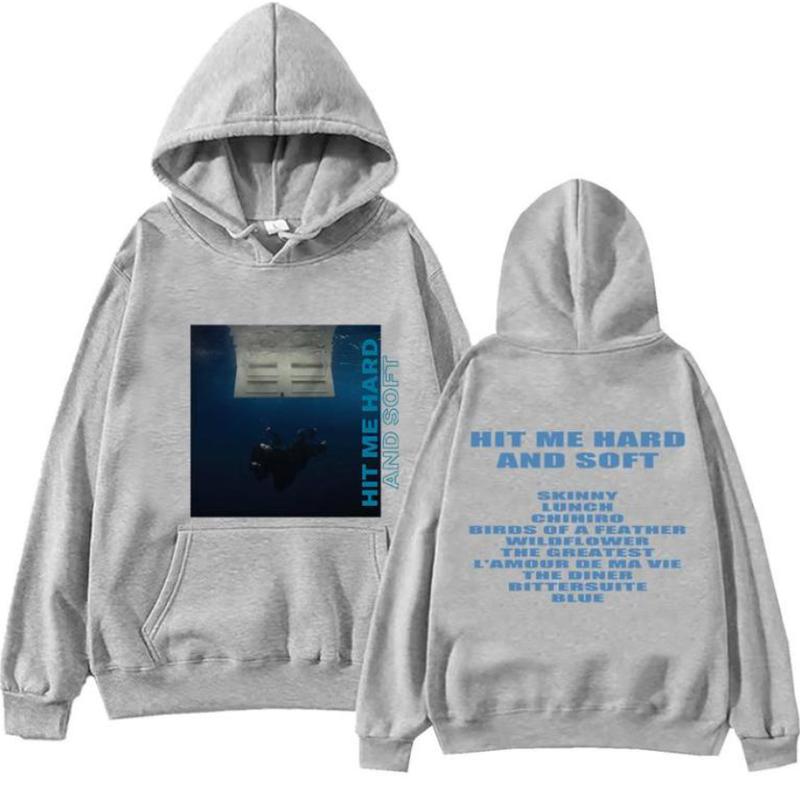 HIT ME HARD
AND SOFT
HIT ME HARD
AND SOFT
SKINNY
LUNCH
CHIHIRO
BIRDS OF A FEATHER
WILDFLOWER
THE GREATEST
L'AMOUR DE MA VIE
THE DINER
BITTERSUITE
BLUE